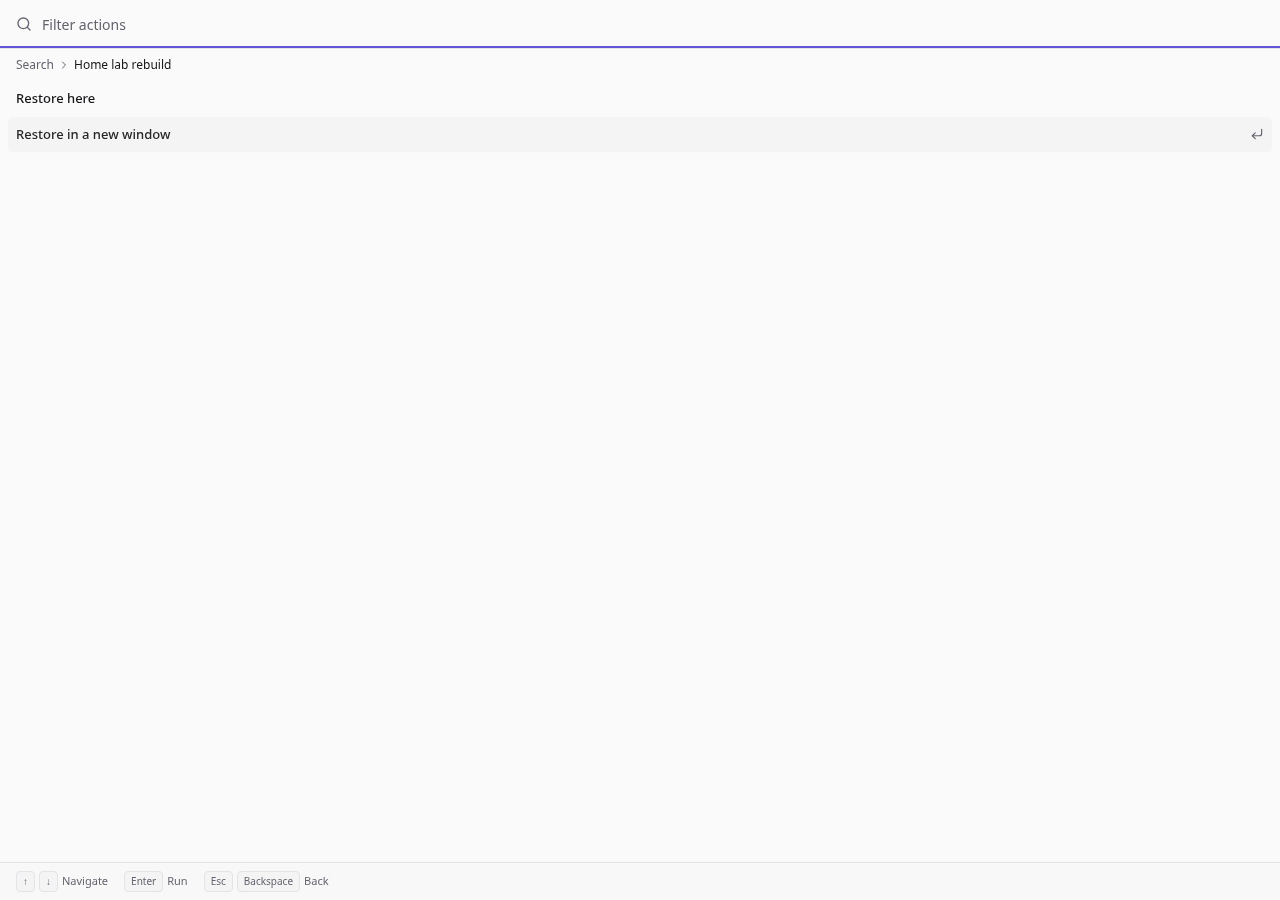 Filter actions
Search > Home lab rebuild
Restore here
Restore in a new window
↑ ↓ Navigate Enter Run Esc Backspace Back